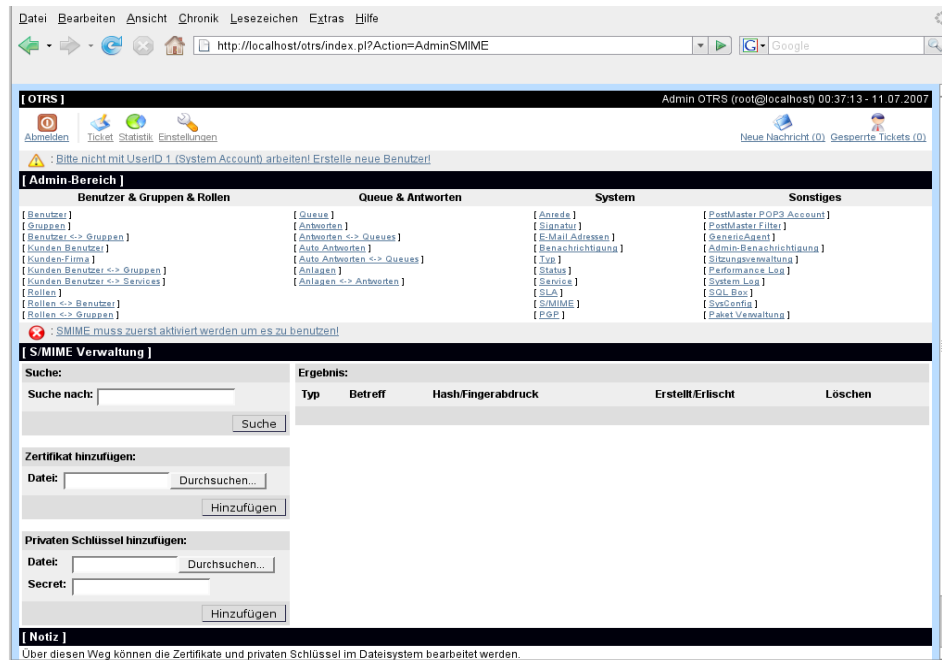 Datei Bearbeiten Ansicht Chronik Lesezeichen Extras Hilfe
http://localhost/otrs/index.pl?Action=AdminSMIME
G Google
[ OTRS ] Admin OTRS (root@localhost) 00:37:13 - 11.07.2007
Abmelden Ticket Statistik Einstellungen Neue Nachricht (0) Gesperrte Tickets (0)
: Bitte nicht mit UserID 1 (System Account) arbeiten! Erstelle neue Benutzer!
[ Admin-Bereich ]
Benutzer & Gruppen & Rollen Queue & Antworten System Sonstiges
[ Benutzer ] [ Queue ] [ Anrede ] [ PostMaster POP3 Account ]
[ Gruppen ] [ Antworten ] [ Signatur ] [ PostMaster Filter ]
[ Benutzer <-> Gruppen ] [ Antworten <-> Queues ] [ E-Mail Adressen ] [ GenericAgent ]
[ Kunden Benutzer ] [ Auto Antworten ] [ Benachrichtigung ] [ Admin-Benachrichtigung ]
[ Kunden-Firma ] [ Auto Antworten <-> Queues ] [ Typ ] [ Sitzungsverwaltung ]
[ Kunden Benutzer <-> Gruppen ] [ Anlagen ] [ Status ] [ Performance Log ]
[ Kunden Benutzer <-> Services ] [ Anlagen <-> Antworten ] [ Service ] [ System Log ]
[ Rollen ] [ SLA ] [ SQL Box ]
[ Rollen <-> Benutzer ] [ S/MIME ] [ SysConfig ]
[ Rollen <-> Gruppen ] [ PGP ] [ Paket Verwaltung ]
: SMIME muss zuerst aktiviert werden um es zu benutzen!
[ S/MIME Verwaltung ]
Suche: Ergebnis:
Suche nach: Typ Betreff Hash/Fingerabdruck Erstellt/Erlischt Löschen
Suche
Zertifikat hinzufügen:
Datei: Durchsuchen...
Hinzufügen
Privaten Schlüssel hinzufügen:
Datei: Durchsuchen...
Secret:
Hinzufügen
[ Notiz ]
Über diesen Weg können die Zertifikate und privaten Schlüssel im Dateisystem bearbeitet werden.